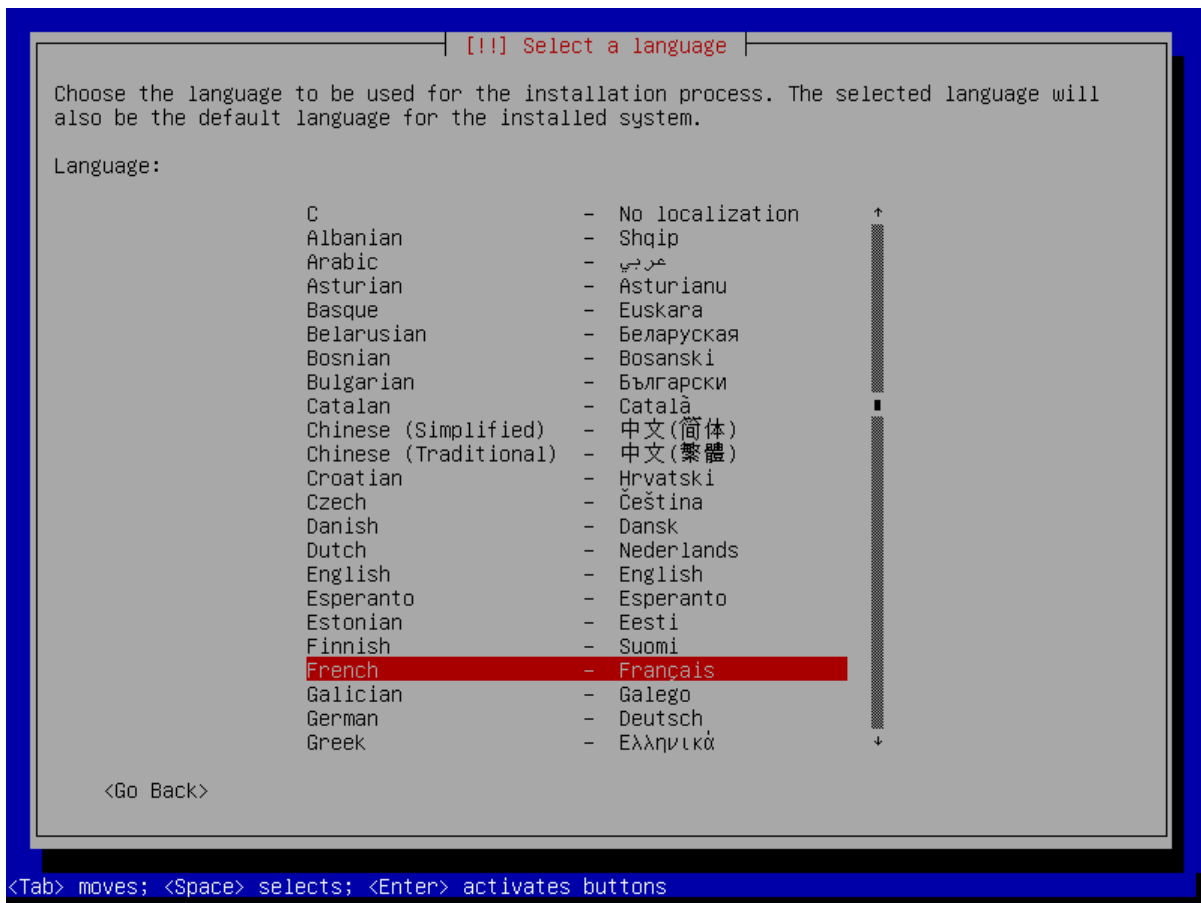 [!!] Select a language
Choose the language to be used for the installation process. The selected language will
also be the default language for the installed system.
Language:
C - No localization ↑
Albanian - Shqip
Arabic - عربي
Asturian - Asturianu
Basque - Euskara
Belarusian - Беларуская
Bosnian - Bosanski
Bulgarian - Български
Catalan - Català
Chinese (Simplified) - 中文(简体)
Chinese (Traditional) - 中文(繁體)
Croatian - Hrvatski
Czech - Čeština
Danish - Dansk
Dutch - Nederlands
English - English
Esperanto - Esperanto
Estonian - Eesti
Finnish - Suomi
French - Français
Galician - Galego
German - Deutsch
Greek - Ελληνικά ↓
<Go Back>
<Tab> moves; <Space> selects; <Enter> activates buttons